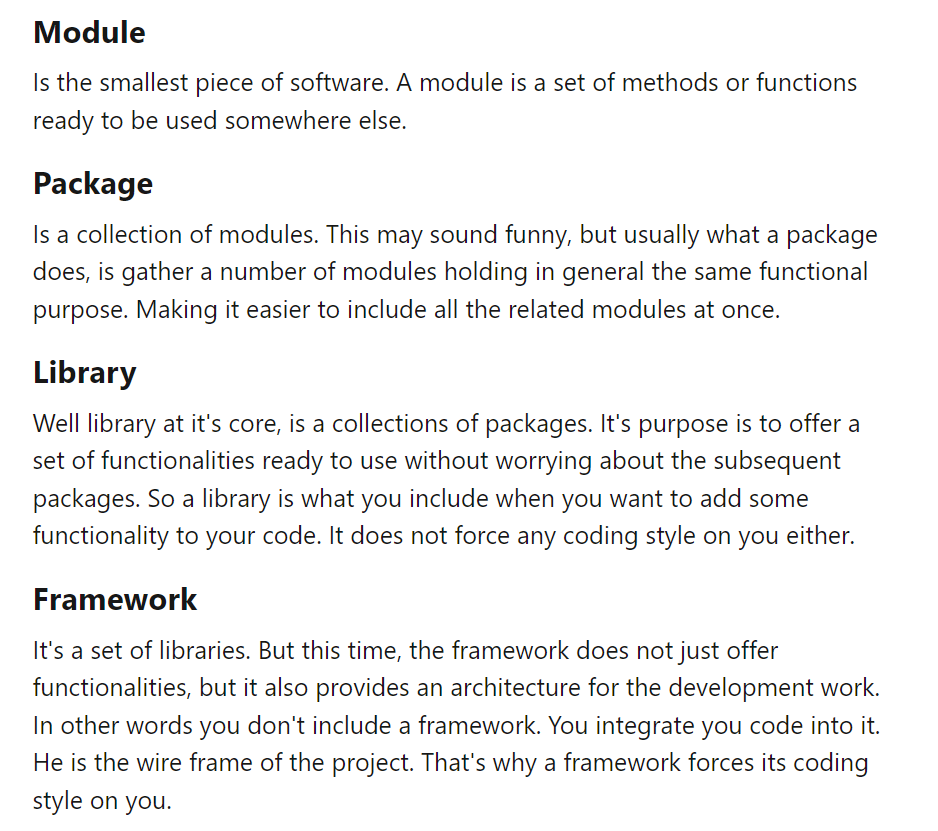 Module
Is the smallest piece of software. A module is a set of methods or functions
ready to be used somewhere else.
Package
Is a collection of modules. This may sound funny, but usually what a package
does, is gather a number of modules holding in general the same functional
purpose. Making it easier to include all the related modules at once.
Library
Well library at it's core, is a collections of packages. It's purpose is to offer a
set of functionalities ready to use without worrying about the subsequent
packages. So a library is what you include when you want to add some
functionality to your code. It does not force any coding style on you either.
Framework
It's a set of libraries. But this time, the framework does not just offer
functionalities, but it also provides an architecture for the development work.
In other words you don't include a framework. You integrate you code into it.
He is the wire frame of the project. That's why a framework forces its coding
style on you.